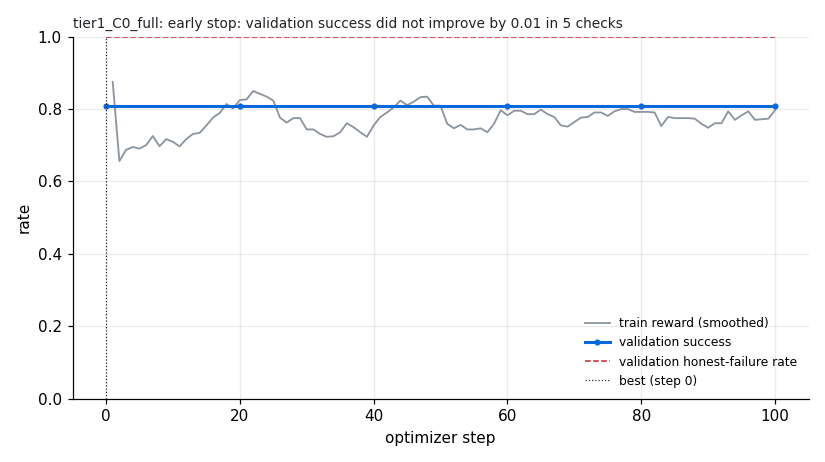 tier1_C0_full: early stop: validation success did not improve by 0.01 in 5 checks
1.0
0.8
0.6
0.4
0.2
0.0
rate
train reward (smoothed)
validation success
validation honest-failure rate
best (step 0)
0 20 40 60 80 100
optimizer step